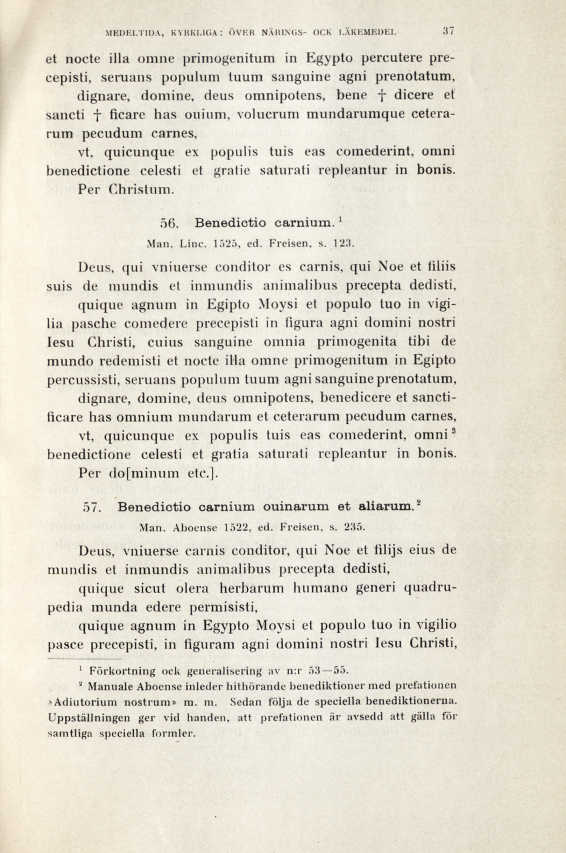 MEDELTIDA, KYRKLIGA: ÖVER NÄRINGS- OCK LÄKEMEDEL 37
et nocte illa omne primogenitum in Egypto percutere pre-
cepisti, seruans populum tuum sanguine agni prenotatum,
dignare, domine, deus omnipotens, bene † dicere et
sancti † ficare has ouium, volucrum mundarumque cetera-
rum pecudum carnes,
vt, quicunque ex populis tuis eas comederint, omni
benedictione celesti et gratie saturati repleantur in bonis.
Per Christum.
56. Benedictio carnium. ¹
Man. Linc. 1525, ed. Freisen, s. 123.
Deus, qui vniuerse conditor es carnis, qui Noe et filiis
suis de mundis et inmundis animalibus precepta dedisti,
quique agnum in Egipto Moysi et populo tuo in vigi-
lia pasche comedere precepisti in figura agni domini nostri
Iesu Christi, cuius sanguine omnia primogenita tibi de
mundo redemisti et nocte illa omne primogenitum in Egipto
percussisti, seruans populum tuum agni sanguine prenotatum,
dignare, domine, deus omnipotens, benedicere et sancti-
ficare has omnium mundarum et ceterarum pecudum carnes,
vt, quicunque ex populis tuis eas comederint, omni ²
benedictione celesti et gratia saturati repleantur in bonis.
Per do[minum etc.].
57. Benedictio carnium ouinarum et aliarum. ²
Man. Aboense 1522, ed. Freisen, s. 235.
Deus, vniuerse carnis conditor, qui Noe et filijs eius de
mundis et inmundis animalibus precepta dedisti,
quique sicut olera herbarum humano generi quadru-
pedia munda edere permisisti,
quique agnum in Egypto Moysi et populo tuo in vigilio
pasce precepisti, in figuram agni domini nostri Iesu Christi,
¹ Förkortning ock generalisering av n:r 53—55.
² Manuale Aboense inleder hithörande benediktioner med prefationen
»Adiutorium nostrum» m. m. Sedan följa de speciella benediktionerna.
Uppställningen ger vid handen, att prefationen är avsedd att gälla för
samtliga speciella formler.